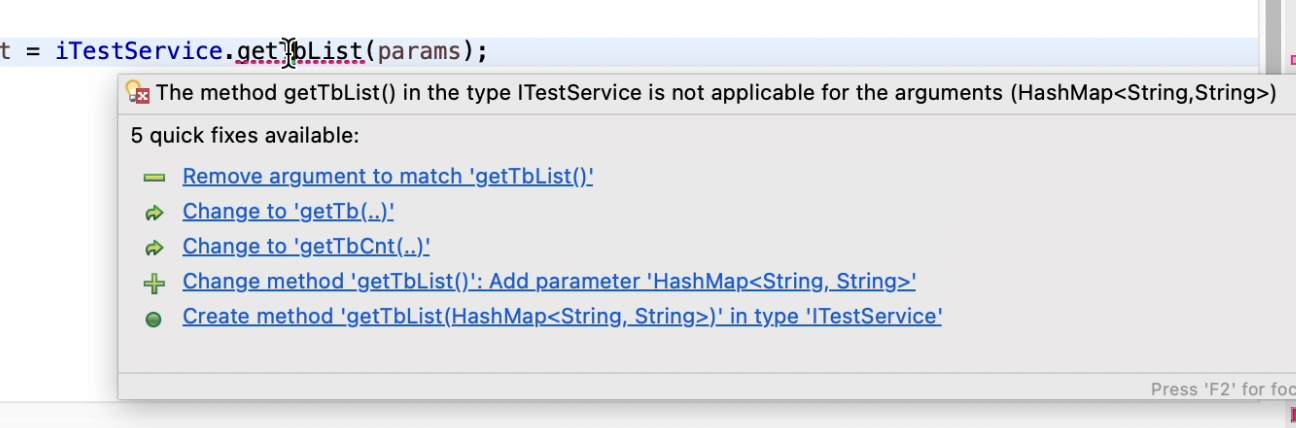 t = iTestService.getTbList(params);
The method getTbList() in the type ITestService is not applicable for the arguments (HashMap<String,String>)
5 quick fixes available:
Remove argument to match 'getTbList()'
Change to 'getTb(..)'
Change to 'getTbCnt(..)'
Change method 'getTbList()': Add parameter 'HashMap<String, String>'
Create method 'getTbList(HashMap<String, String>)' in type 'ITestService'
Press 'F2' for foc